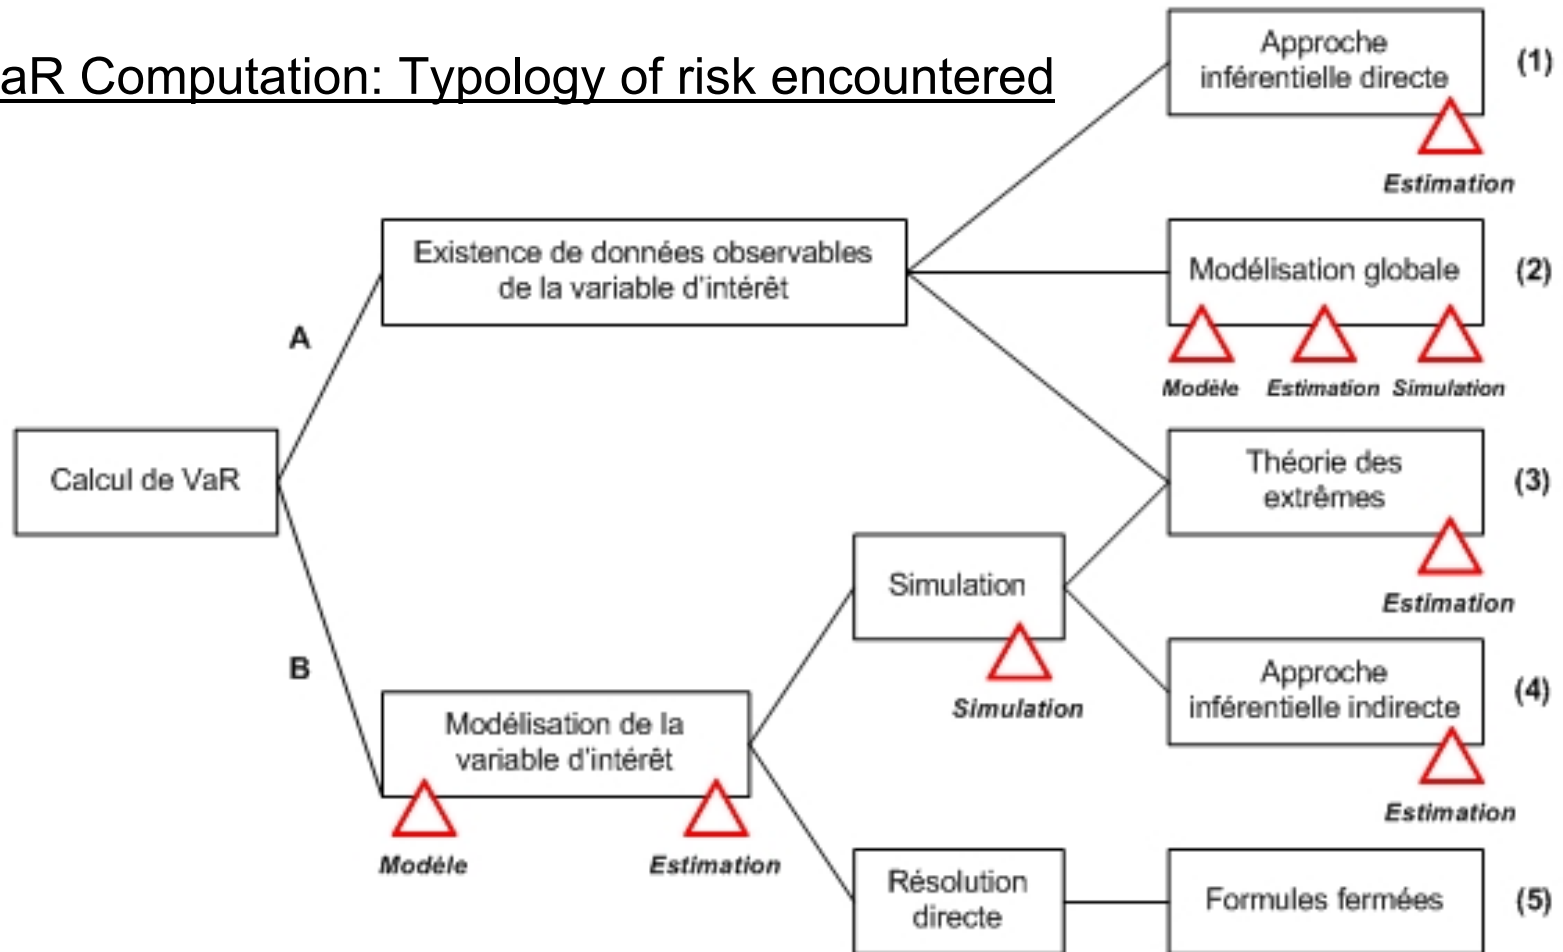 aR Computation: Typology of risk encountered
Approche
inférentielle directe
(1)
Estimation
Existence de données observables
de la variable d'intérêt
Modélisation globale
(2)
A
Modèle
Estimation
Simulation
Calcul de VaR
Théorie des
extrêmes
(3)
Simulation
Estimation
B
Simulation
Approche
inférentielle indirecte
(4)
Modélisation de la
variable d'intérêt
Estimation
Modèle
Estimation
Résolution
directe
Formules fermées
(5)